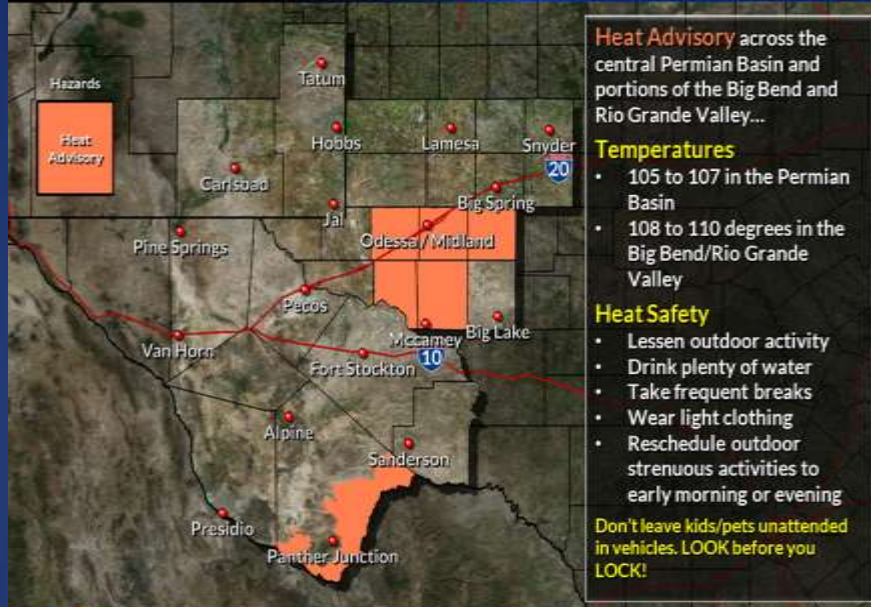 Hazards
Heat
Advisory
Tatum
Hobbs
Lamesa
Snyder
20
Carlsbad
Big Spring
Jal
Odessa / Midland
Pine Springs
Pecos
Mccamey
Big Lake
Van Horn
Fort Stockton
10
Alpine
Sanderson
Presidio
Panther Junction
Heat Advisory across the
central Permian Basin and
portions of the Big Bend and
Rio Grande Valley...
Temperatures
• 105 to 107 in the Permian
Basin
• 108 to 110 degrees in the
Big Bend/Rio Grande
Valley
Heat Safety
• Lessen outdoor activity
• Drink plenty of water
• Take frequent breaks
• Wear light clothing
• Reschedule outdoor
strenuous activities to
early morning or evening
Don't leave kids/pets unattended
in vehicles. LOOK before you
LOCK!